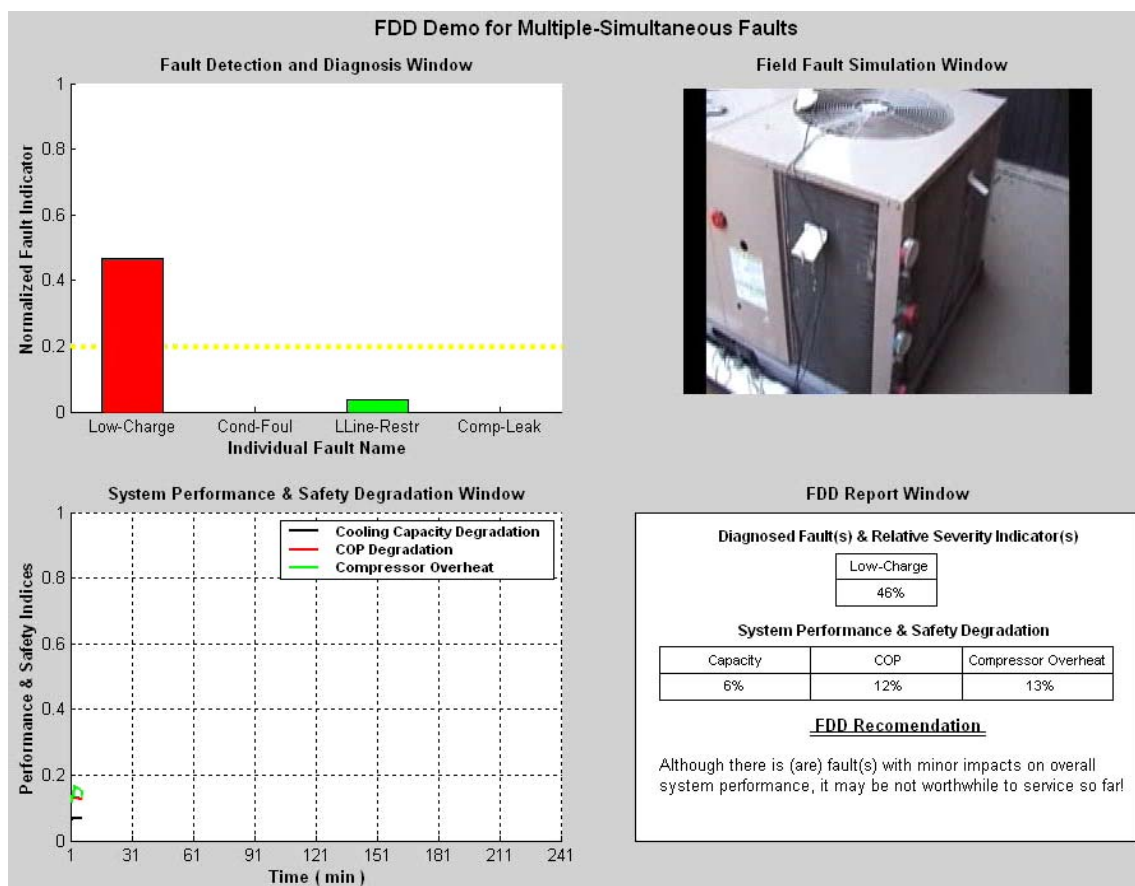 FDD Demo for Multiple-Simultaneous Faults
Fault Detection and Diagnosis Window
Normalized Fault Indicator
1
0.8
0.6
0.4
0.2
0
Low-Charge Cond-Foul LLine-Restr Comp-Leak
Individual Fault Name
Field Fault Simulation Window
System Performance & Safety Degradation Window
Performance & Safety Indices
1
0.8
0.6
0.4
0.2
0
Cooling Capacity Degradation
COP Degradation
Compressor Overheat
1 31 61 91 121 151 181 211 241
Time ( min )
FDD Report Window
Diagnosed Fault(s) & Relative Severity Indicator(s)
Low-Charge
46%
System Performance & Safety Degradation
Capacity COP Compressor Overheat
6% 12% 13%
FDD Recomendation
Although there is (are) fault(s) with minor impacts on overall
system performance, it may be not worthwhile to service so far!